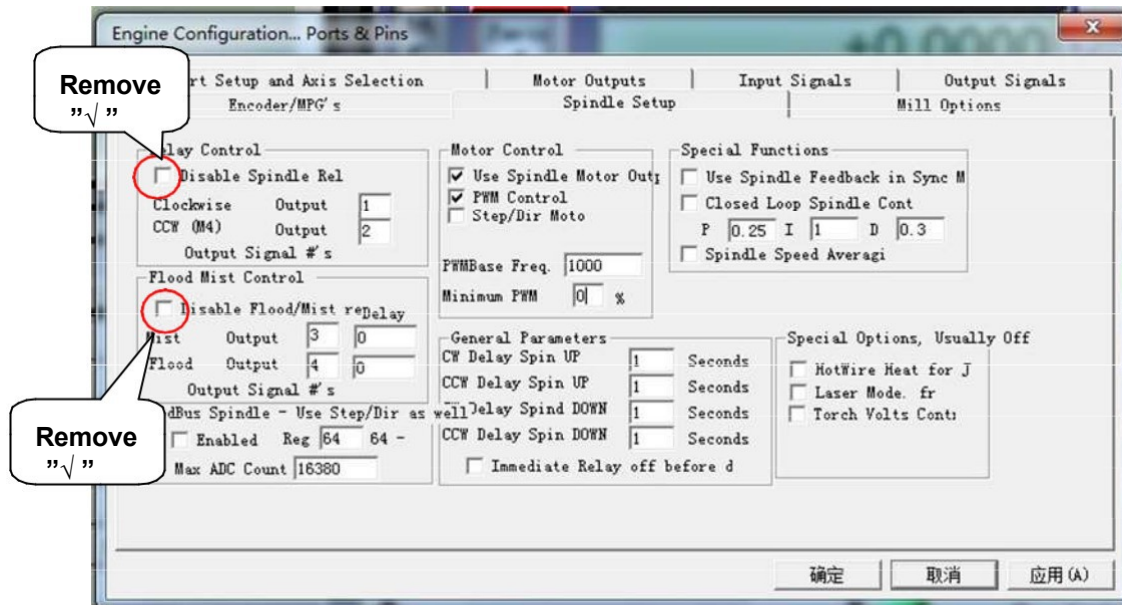 Engine Configuration... Ports & Pins
+0.0000
Remove
"√ "
rt Setup and Axis Selection
Motor Outputs
Input Signals
Output Signals
Encoder/MPG's
Spindle Setup
Mill Options
elay Control
Disable Spindle Rel
Clockwise Output 1
CCW (M4) Output 2
Output Signal #'s
Flood Mist Control
Disable Flood/Mist re
Delay
Mist Output 3 0
Flood Output 4 0
Output Signal #'s
dBus Spindle - Use Step/Dir as well
Enabled Reg 64 64 -
Max ADC Count 16380
Remove
"√ "
Motor Control
Use Spindle Motor Outp
PWM Control
Step/Dir Moto
PWMBase Freq. 1000
Minimum PWM 0 %
General Parameters
CW Delay Spin UP 1 Seconds
CCW Delay Spin UP 1 Seconds
Delay Spind DOWN 1 Seconds
CCW Delay Spin DOWN 1 Seconds
Immediate Relay off before d
Special Functions
Use Spindle Feedback in Sync M
Closed Loop Spindle Cont
P 0.25 I 1 D 0.3
Spindle Speed Averagi
Special Options, Usually Off
HotWire Heat for J
Laser Mode. fr
Torch Volts Cont
确定
取消
应用(A)